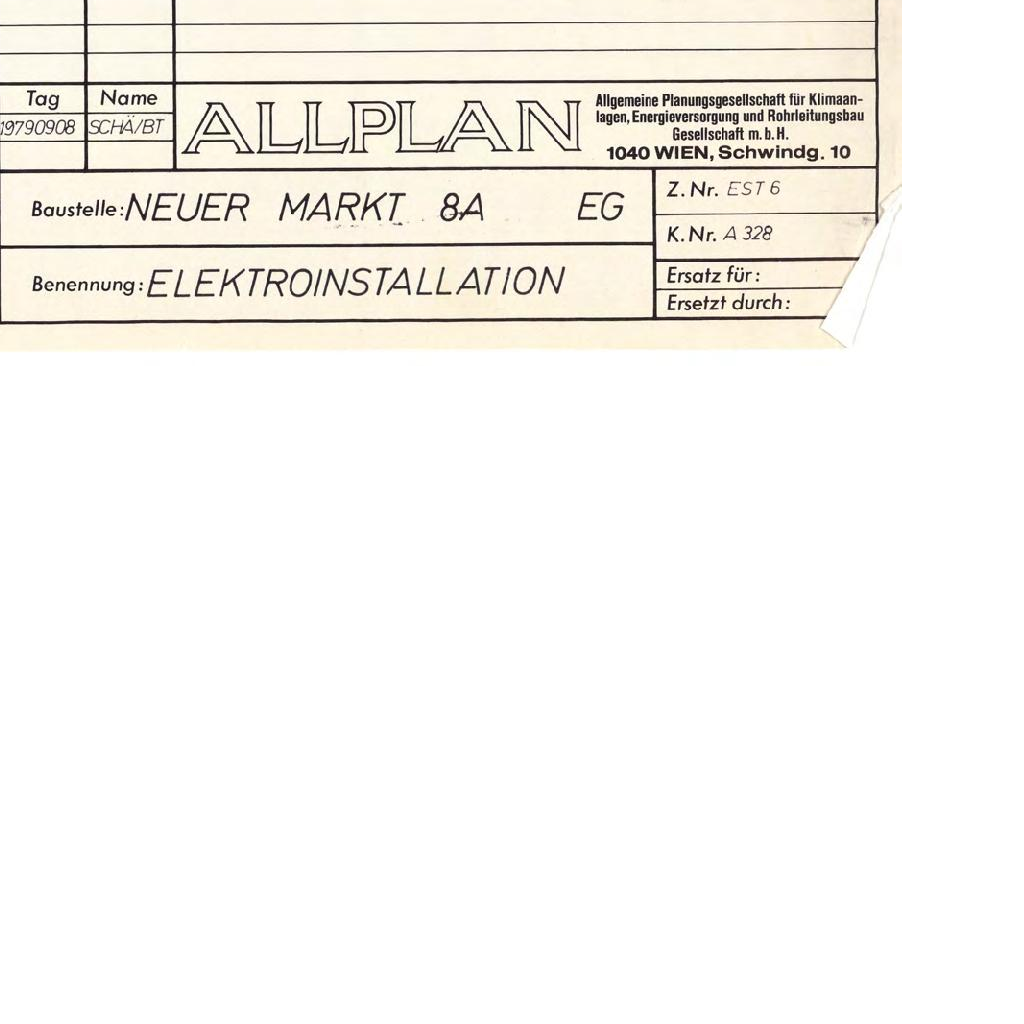 Tag Name
19790908 SCHÄ/BT
ALLPLAN
Allgemeine Planungsgesellschaft für Klimaan-
lagen, Energieversorgung und Rohrleitungsbau
Gesellschaft m. b. H.
1040 WIEN, Schwindg. 10
Baustelle: NEUER MARKT 8A EG
Benennung: ELEKTROINSTALLATION
Z. Nr. EST 6
K. Nr. A 328
Ersatz für:
Ersetzt durch: